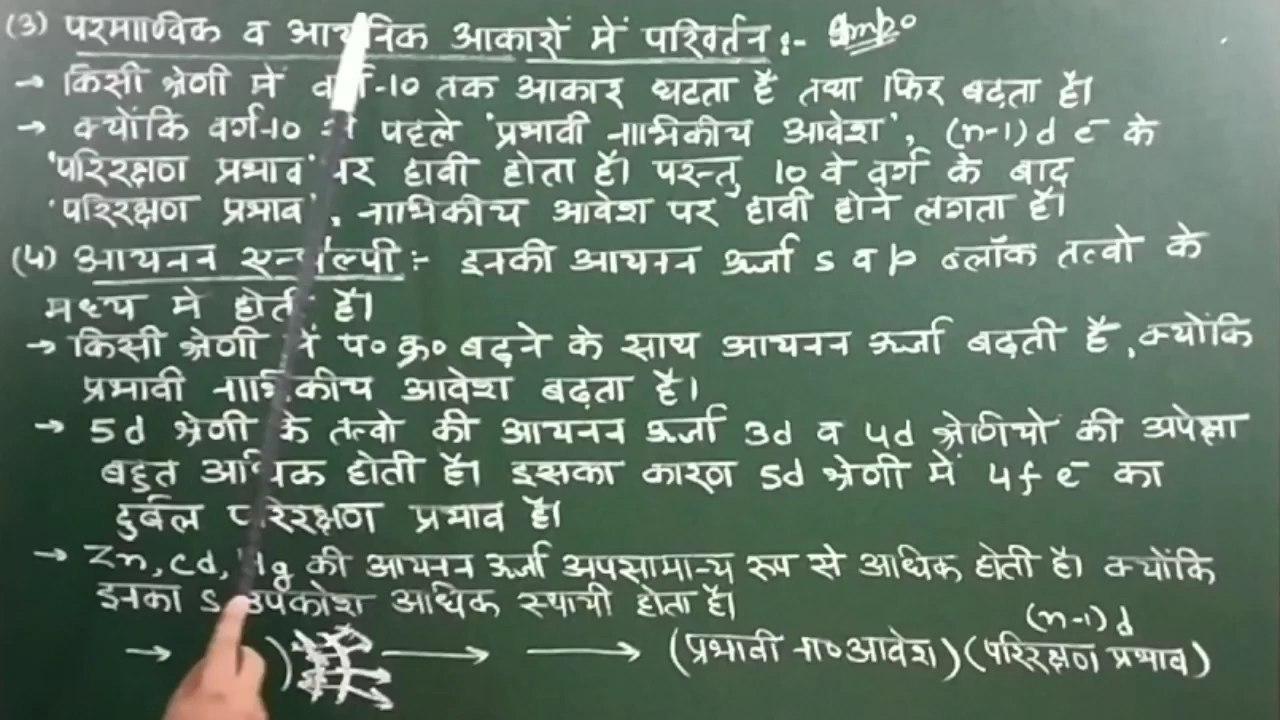 (3) परमाण्विक व आयनिक आकारों में परिवर्तन :- Imp॰
→ किसी श्रेणी में वर्ग-10 तक आकार घटता है तथा फिर बढ़ता है।
→ क्योंकि वर्ग-10 से पहले 'प्रभावी नाभिकीय आवेश', (n-1)d e⁻ के
'परिरक्षण प्रभाव' पर हावी होता है। परन्तु 10 वे वर्ग के बाद
'परिरक्षण प्रभाव', नाभिकीय आवेश पर हावी होने लगता है।
(4) आयनन एन्थैल्पी :- इनकी आयनन ऊर्जा s व p ब्लॉक तत्वो के
मध्य मे होती है।
→ किसी श्रेणी में प॰ क्र॰ बढ़ने के साथ आयनन ऊर्जा बढ़ती है, क्योंकि
प्रभावी नाभिकीय आवेश बढ़ता है।
→ 5d श्रेणी के तत्वो की आयनन ऊर्जा 3d व 4d श्रेणियो की अपेक्षा
बहुत अधिक होती है। इसका कारण 5d श्रेणी में 4f e⁻ का
दुर्बल परिरक्षण प्रभाव है।
→ Zn, Cd, Hg की आयनन ऊर्जा अपसामान्य रूप से अधिक होती है। क्योंकि
इनका s उपकोश अधिक स्थायी होता है।
(n-1)d
→ ) → → (प्रभावी ना॰ आवेश) (परिरक्षण प्रभाव)